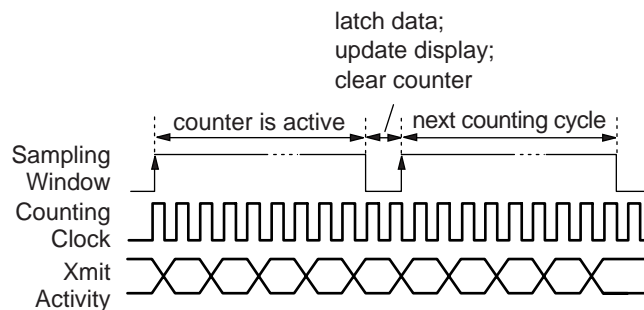 latch data;
update display;
clear counter
counter is active
next counting cycle
Sampling
Window
Counting
Clock
Xmit
Activity